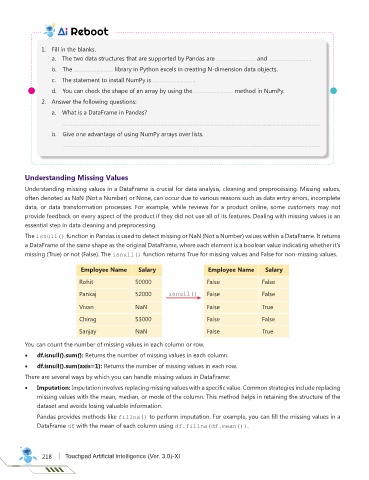 Ai Reboot
1. Fill in the blanks.
a. The two data structures that are supported by Pandas are .................... and .....................
b. The .................... library in Python excels in creating N-dimension data objects.
c. The statement to install NumPy is .....................
d. You can check the shape of an array by using the .................... method in NumPy.
2. Answer the following questions:
a. What is a DataFrame in Pandas?
b. Give one advantage of using NumPy arrays over lists.
Understanding Missing Values
Understanding missing values in a DataFrame is crucial for data analysis, cleaning and preprocessing. Missing values,
often denoted as NaN (Not a Number) or None, can occur due to various reasons such as data entry errors, incomplete
data, or data transformation processes. For example, while reviews for a product online, some customers may not
provide feedback on every aspect of the product if they did not use all of its features. Dealing with missing values is an
essential step in data cleaning and preprocessing.
The isnull() function in Pandas is used to detect missing or NaN (Not a Number) values within a DataFrame. It returns
a DataFrame of the same shape as the original DataFrame, where each element is a boolean value indicating whether it's
missing (True) or not (False). The isnull() function returns True for missing values and False for non-missing values.
Employee Name Salary Employee Name Salary
Rohit 50000 False False
Pankaj 52000 isnull() False False
Vivan NaN False True
Chirag 53000 False False
Sanjay NaN False True
You can count the number of missing values in each column or row.
• df.isnull().sum(): Returns the number of missing values in each column.
• df.isnull().sum(axis=1): Returns the number of missing values in each row.
There are several ways by which you can handle missing values in DataFrame:
• Imputation: Imputation involves replacing missing values with a specific value. Common strategies include replacing
missing values with the mean, median, or mode of the column. This method helps in retaining the structure of the
dataset and avoids losing valuable information.
Pandas provides methods like fillna() to perform imputation. For example, you can fill the missing values in a
DataFrame df with the mean of each column using df.fillna(df.mean()).
218 Touchpad Artificial Intelligence (Ver. 3.0)-XI